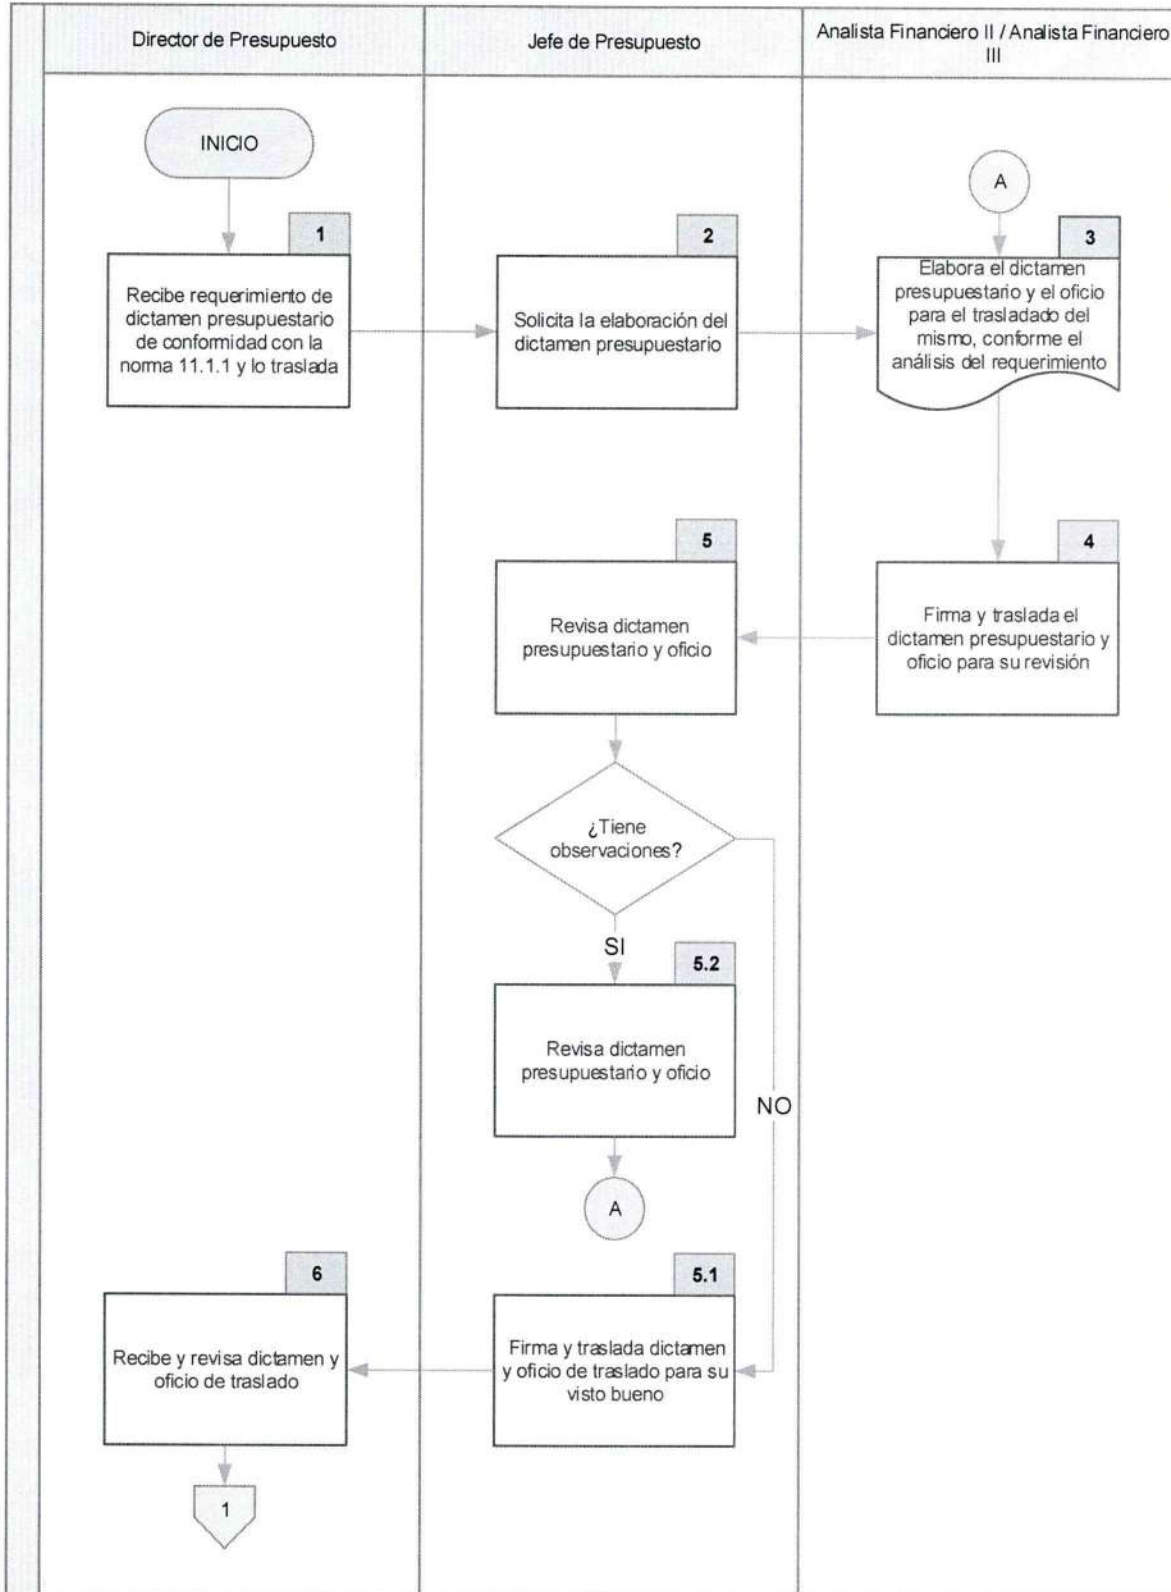 Director de Presupuesto
Jefe de Presupuesto
Analista Financiero II / Analista Financiero
III
INICIO
A
1
Recibe requerimiento de
dictamen presupuestario
de conformidad con la
norma 11.1.1 y lo traslada
2
Solicita la elaboración del
dictamen presupuestario
3
Elabora el dictamen
presupuestario y el oficio
para el trasladado del
mismo, conforme el
análisis del requerimiento
4
Firma y traslada el
dictamen presupuestario y
oficio para su revisión
5
Revisa dictamen
presupuestario y oficio
¿Tiene
observaciones?
SI
NO
5.2
Revisa dictamen
presupuestario y oficio
A
5.1
Firma y traslada dictamen
y oficio de traslado para su
visto bueno
6
Recibe y revisa dictamen y
oficio de traslado
1